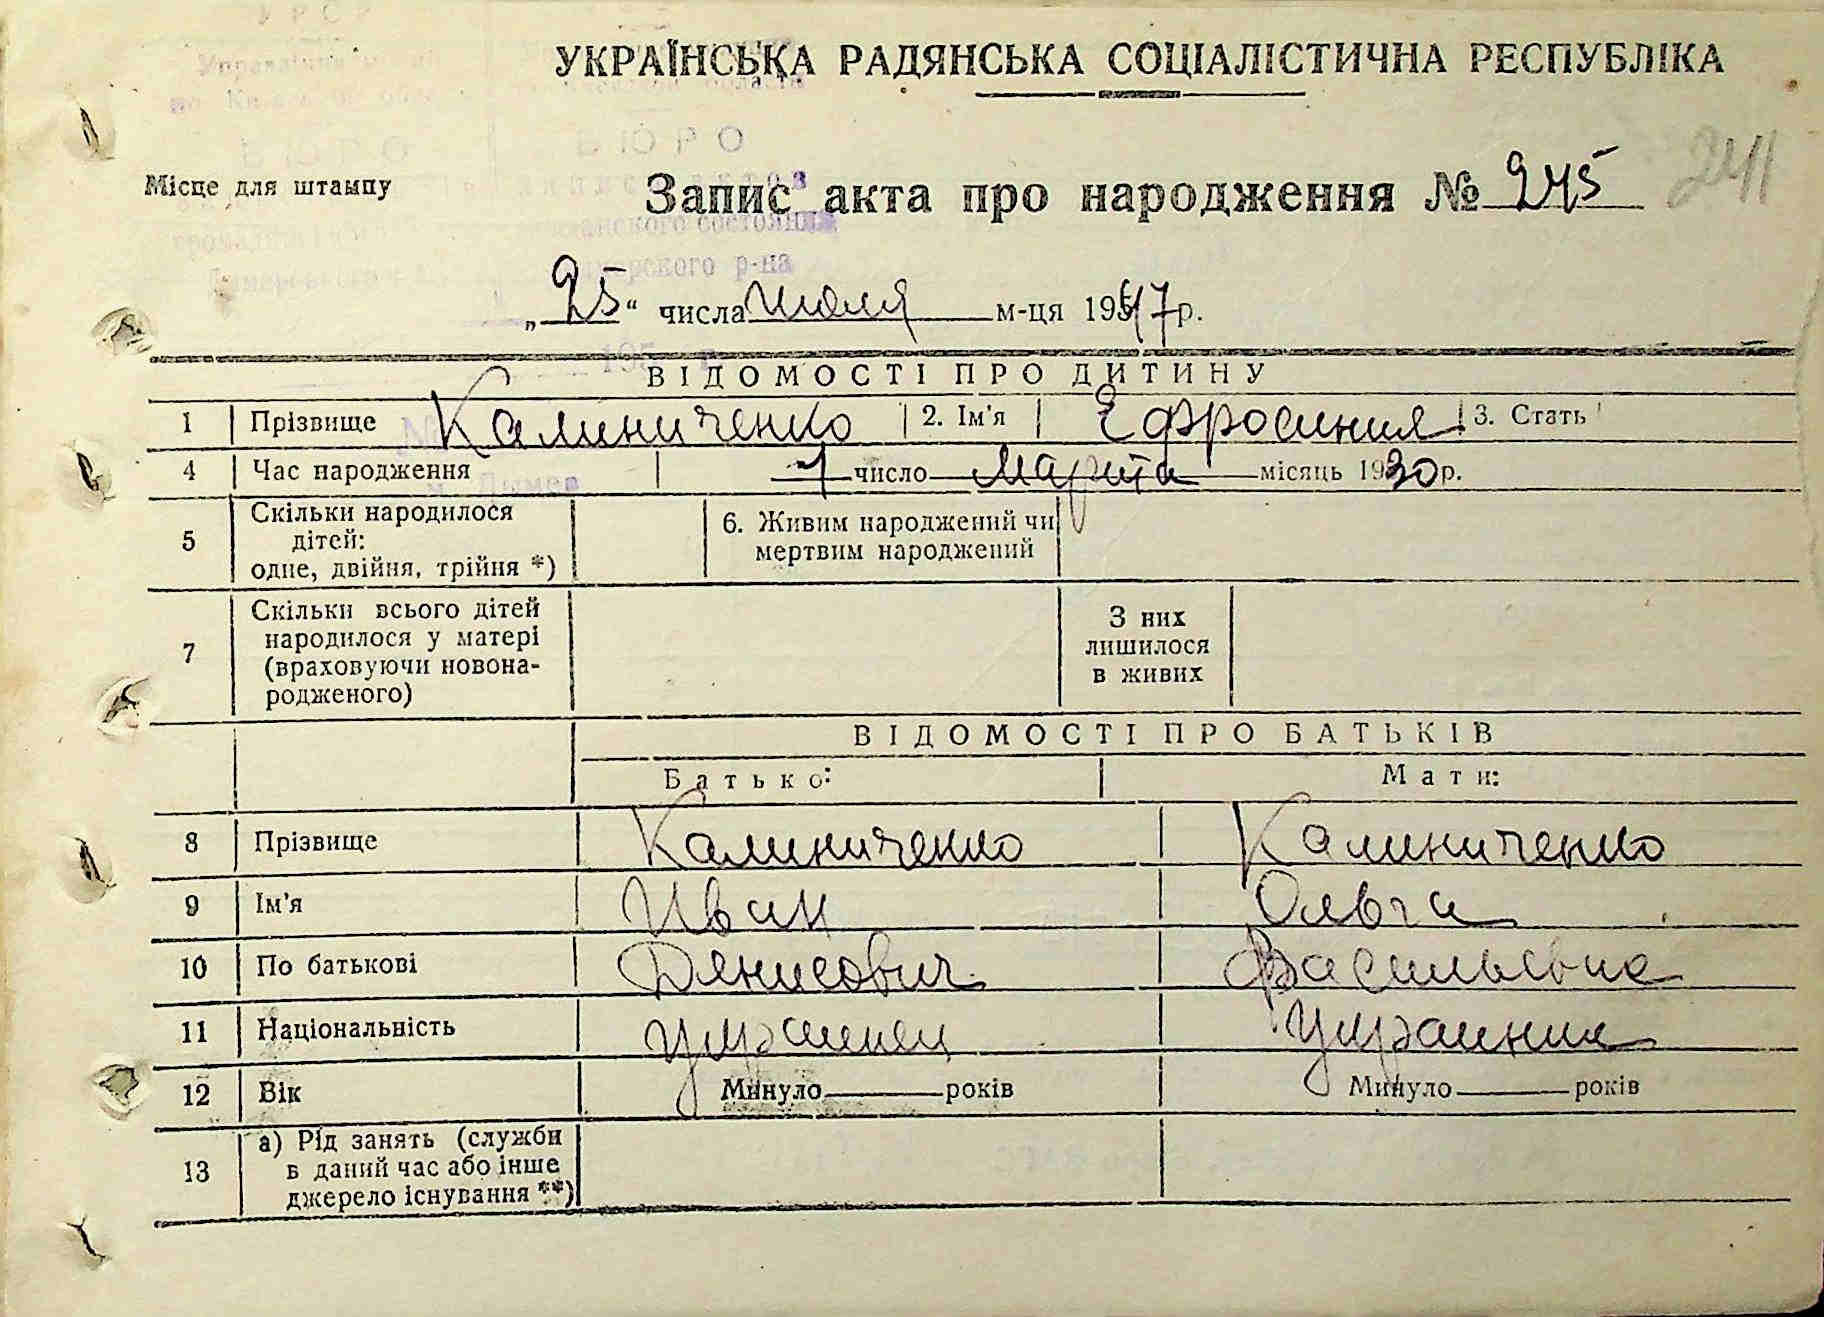 УКРАЇНСЬКА РАДЯНСЬКА СОЦІАЛІСТИЧНА РЕСПУБЛІКА
Місце для штампу
Запис акта про народження № 245 241
„25“ числа июля м-ця 1947 р.
ВІДОМОСТІ ПРО ДИТИНУ
1 Прізвище Калиниченко 2. Ім'я Ефросиния 3. Стать
4 Час народження 7 число Марта місяць 1930 р.
5 Скільки народилося дітей: одне, двійня, трійня *) 6. Живим народжений чи мертвим народжений
7 Скільки всього дітей народилося у матері (враховуючи новона-родженого) З них лишилося в живих
ВІДОМОСТІ ПРО БАТЬКІВ
Батько: Мати:
8 Прізвище Калиниченко Калиниченко
9 Ім'я Иван Ольга
10 По батькові Денисович Васильевна
11 Національність украинец украинка
12 Вік Минуло років Минуло років
13 а) Рід занять (служби в даний час або інше джерело існування **)